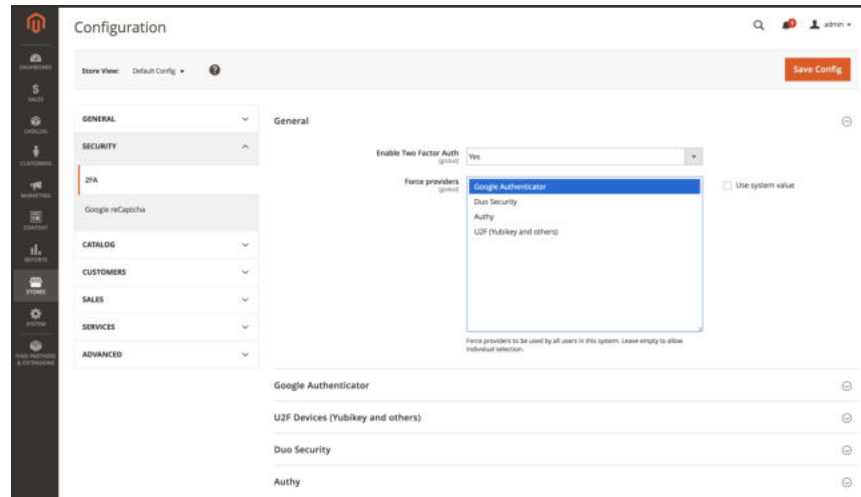 Configuration
admin
Store View: Default Config
?
Save Config
DASHBOARD
$
SALES
CATALOG
CUSTOMERS
MARKETING
CONTENT
REPORTS
STORES
SYSTEM
FIND PARTNERS
& EXTENSIONS
GENERAL
SECURITY
2FA
Google reCaptcha
CATALOG
CUSTOMERS
SALES
SERVICES
ADVANCED
General
Enable Two Factor Auth
[global]
Yes
Force providers
[global]
Google Authenticator
Duo Security
Authy
U2F (Yubikey and others)
Use system value
Force providers to be used by all users in this system. Leave empty to allow
individual selection.
Google Authenticator
U2F Devices (Yubikey and others)
Duo Security
Authy